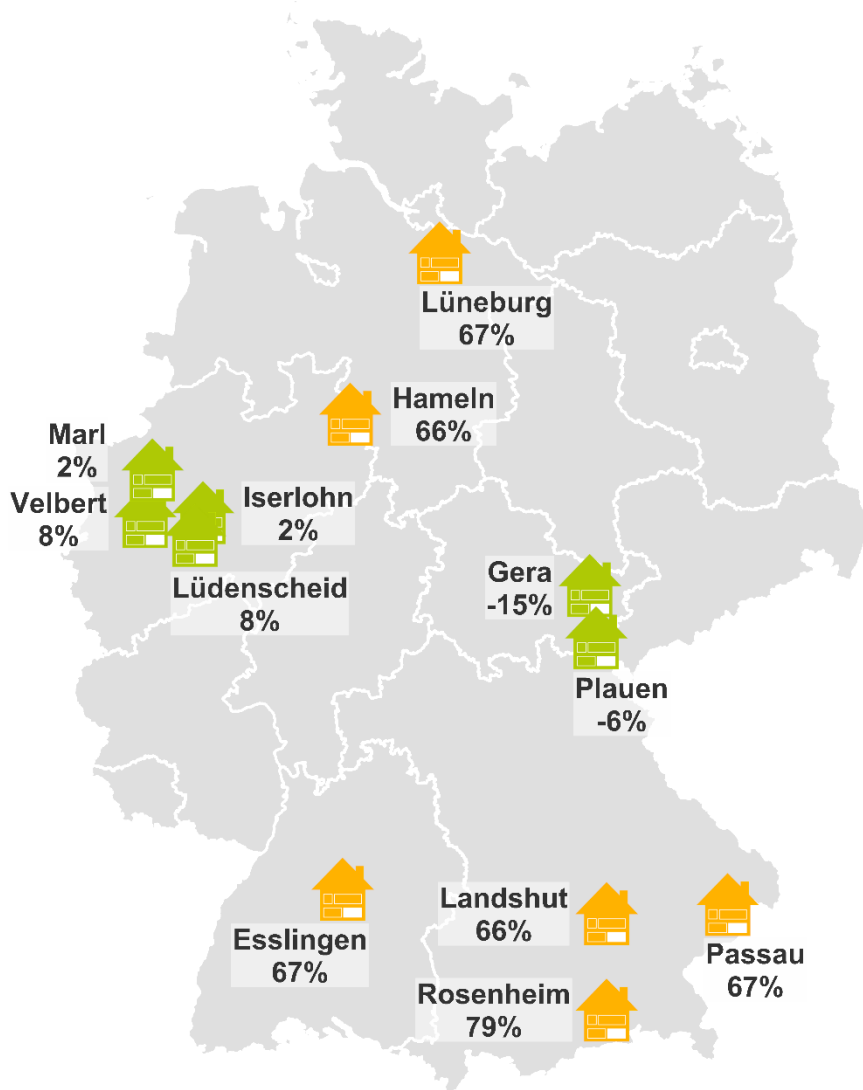 Lüneburg
67%
Hameln
66%
Marl
2%
Velbert
8%
Iserlohn
2%
Lüdenscheid
8%
Gera
-15%
Plauen
-6%
Esslingen
67%
Landshut
66%
Passau
67%
Rosenheim
79%